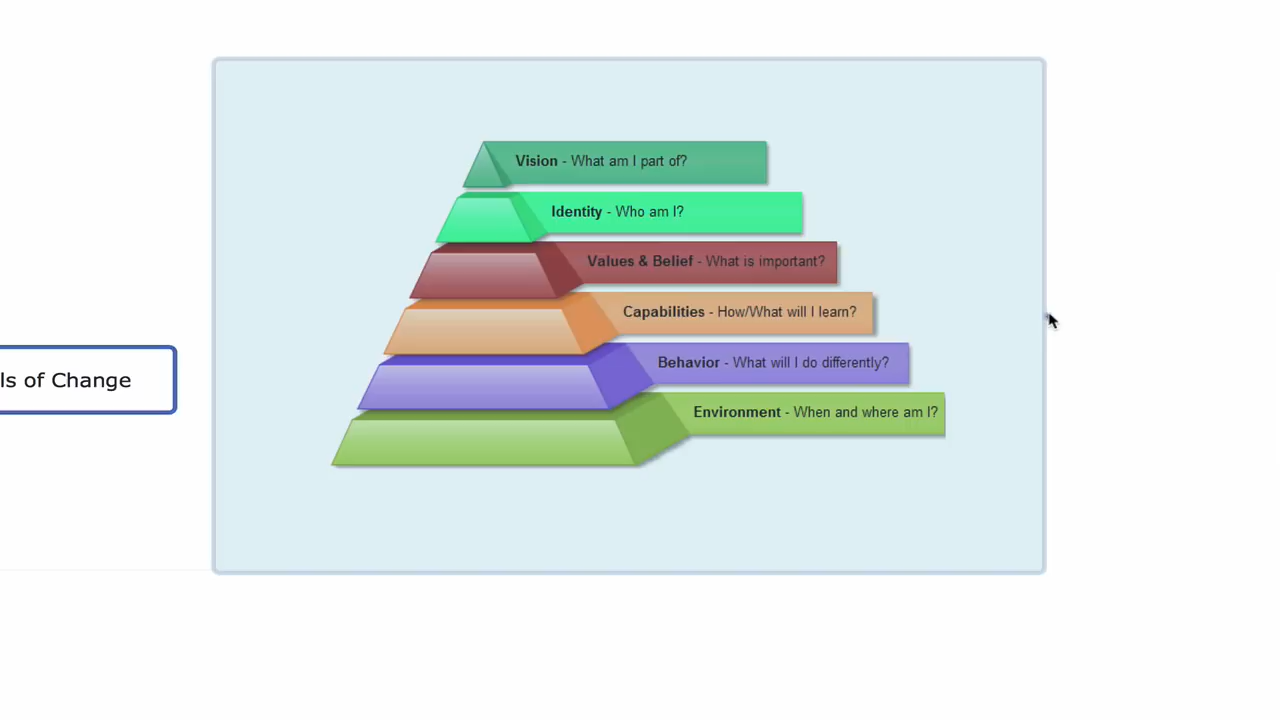 Vision - What am I part of?
Identity - Who am I?
Values & Belief - What is important?
Capabilities - How/What will I learn?
ls of Change
Behavior - What will I do differently?
Environment - When and where am I?